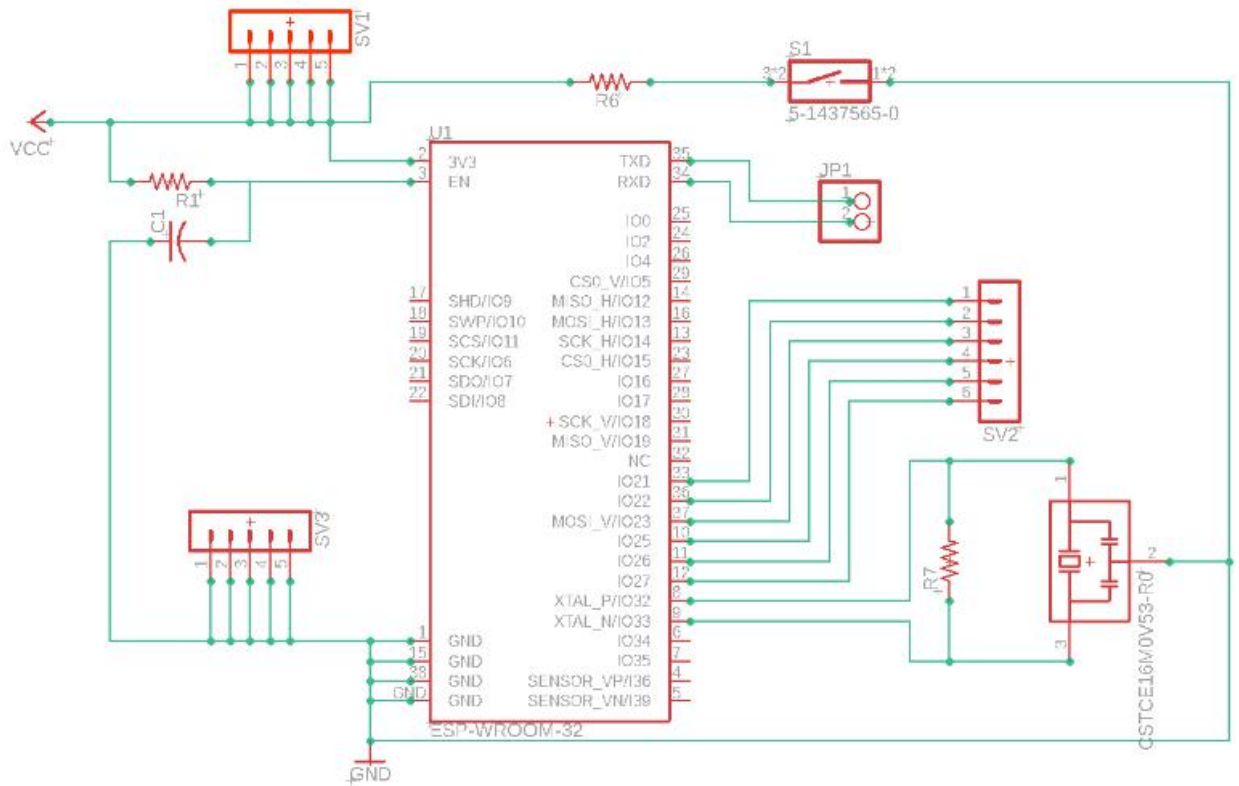 SV1
1 2 3 4 5
S1
3*2 1*2
R6
5-1437565-0
VCC
U1
2 3V3 TXD 35
3 EN RXD 34
JP1
1
2
R1
C1
IO0 25
IO2 24
IO4 26
CS0_V/IO5 29
17 SHD/IO9 MISO_H/IO12 14
18 SWP/IO10 MOSI_H/IO13 16
19 SCS/IO11 SCK_H/IO14 13
20 SCK/IO6 CS0_H/IO15 23
21 SDO/IO7 IO16 27
22 SDI/IO8 IO17 28
SCK_V/IO18 30
MISO_V/IO19 31
NC 32
IO21 33
IO22 36
MOSI_V/IO23 37
IO25 10
IO26 11
IO27 12
XTAL_P/IO32 8
XTAL_N/IO33 9
1 GND IO34 6
15 GND IO35 7
38 GND SENSOR_VP/I36 4
GND GND SENSOR_VN/I39 5
ESP-WROOM-32
1
2
3
4
5
6
SV2
SV3
1 2 3 4 5
R7
1
2
3
CSTCE16M0V53-R0
GND